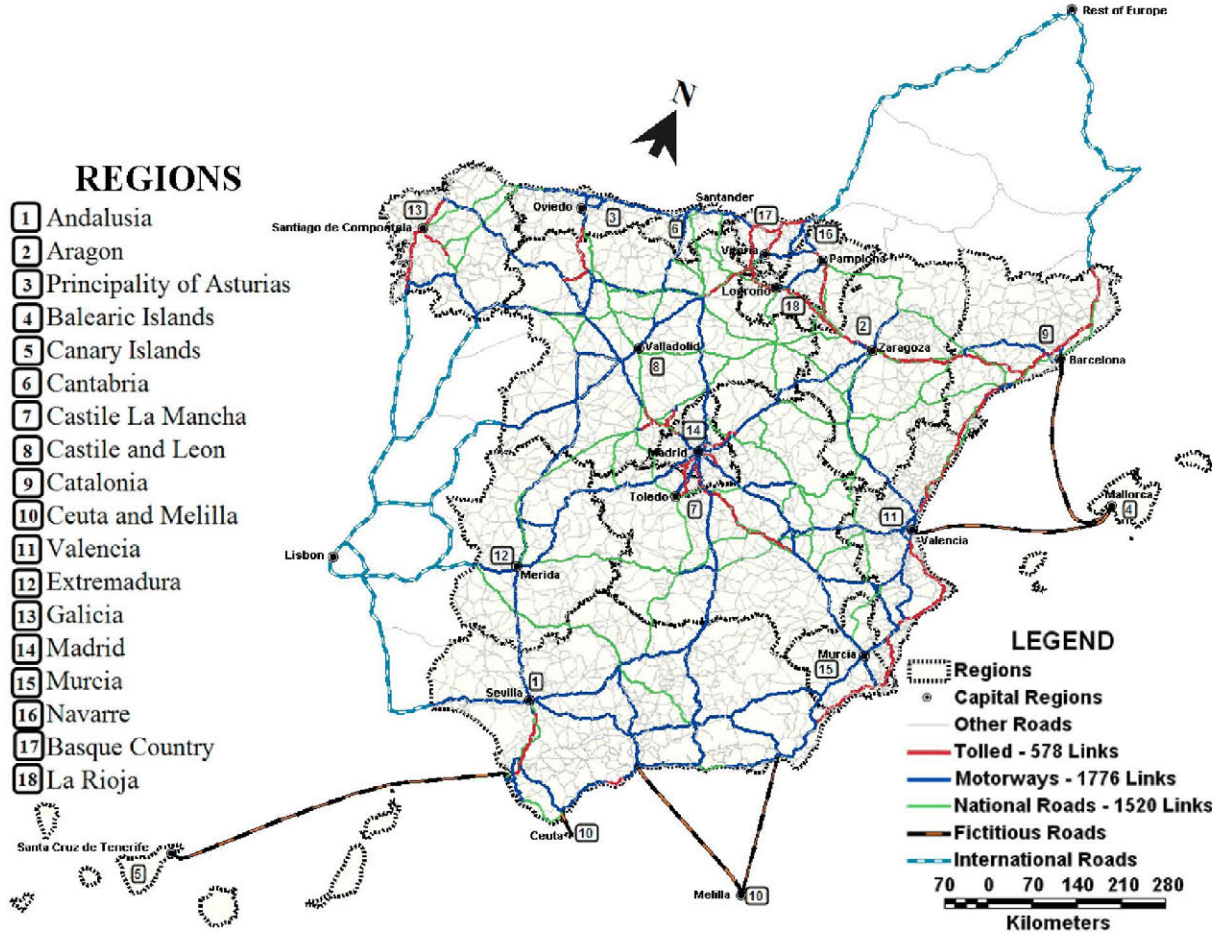 Rest of Europe
N
REGIONS
1 Andalusia
2 Aragon
3 Principality of Asturias
4 Balearic Islands
5 Canary Islands
6 Cantabria
7 Castile La Mancha
8 Castile and Leon
9 Catalonia
10 Ceuta and Melilla
11 Valencia
12 Extremadura
13 Galicia
14 Madrid
15 Murcia
16 Navarre
17 Basque Country
18 La Rioja
13
Santiago de Compostela
Oviedo
3
Santander
6
17
16
Vitoria
Pamplona
Logroño
18
2
Zaragoza
9
Barcelona
Valladolid
8
14
Madrid
Toledo
7
Mallorca
4
11
Valencia
Lisbon
12
Merida
Murcia
15
1
Sevilla
Ceuta
10
Melilla
10
Santa Cruz de Tenerife
5
LEGEND
Regions
Capital Regions
Other Roads
Tolled - 578 Links
Motorways - 1776 Links
National Roads - 1520 Links
Fictitious Roads
International Roads
70 0 70 140 210 280
Kilometers